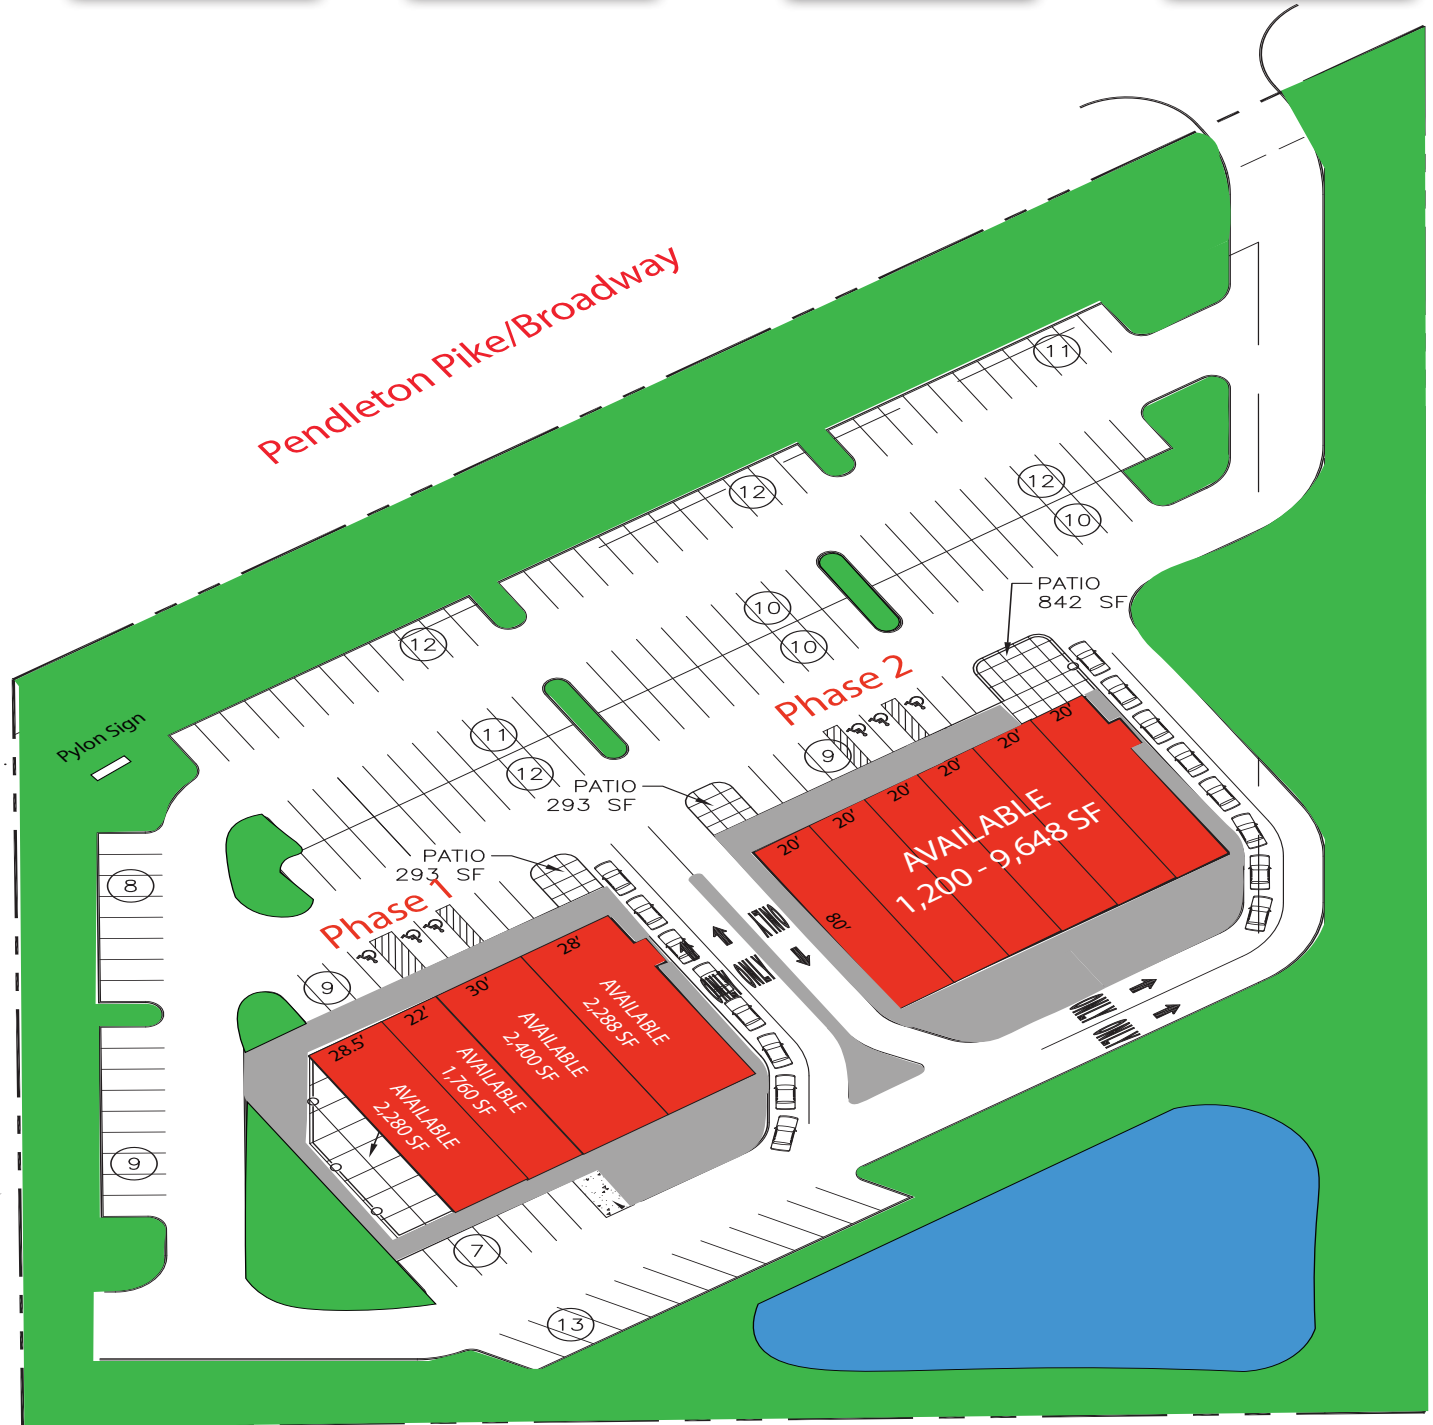 Pendleton Pike/Broadway
11
12
12
10
PATIO
842 SF
12
10
10
Phase 2
Pylon Sign
11
12
9
PATIO
293 SF
PATIO
293 SF
8
Phase 1
9
20'
20'
20'
20'
20'
80'
AVAILABLE
1,200 - 9,648 SF
ONLY
ONLY
ONLY
28'
30'
22'
28.5'
AVAILABLE
2,288 SF
AVAILABLE
2,400 SF
AVAILABLE
1,760 SF
AVAILABLE
2,280 SF
9
7
13